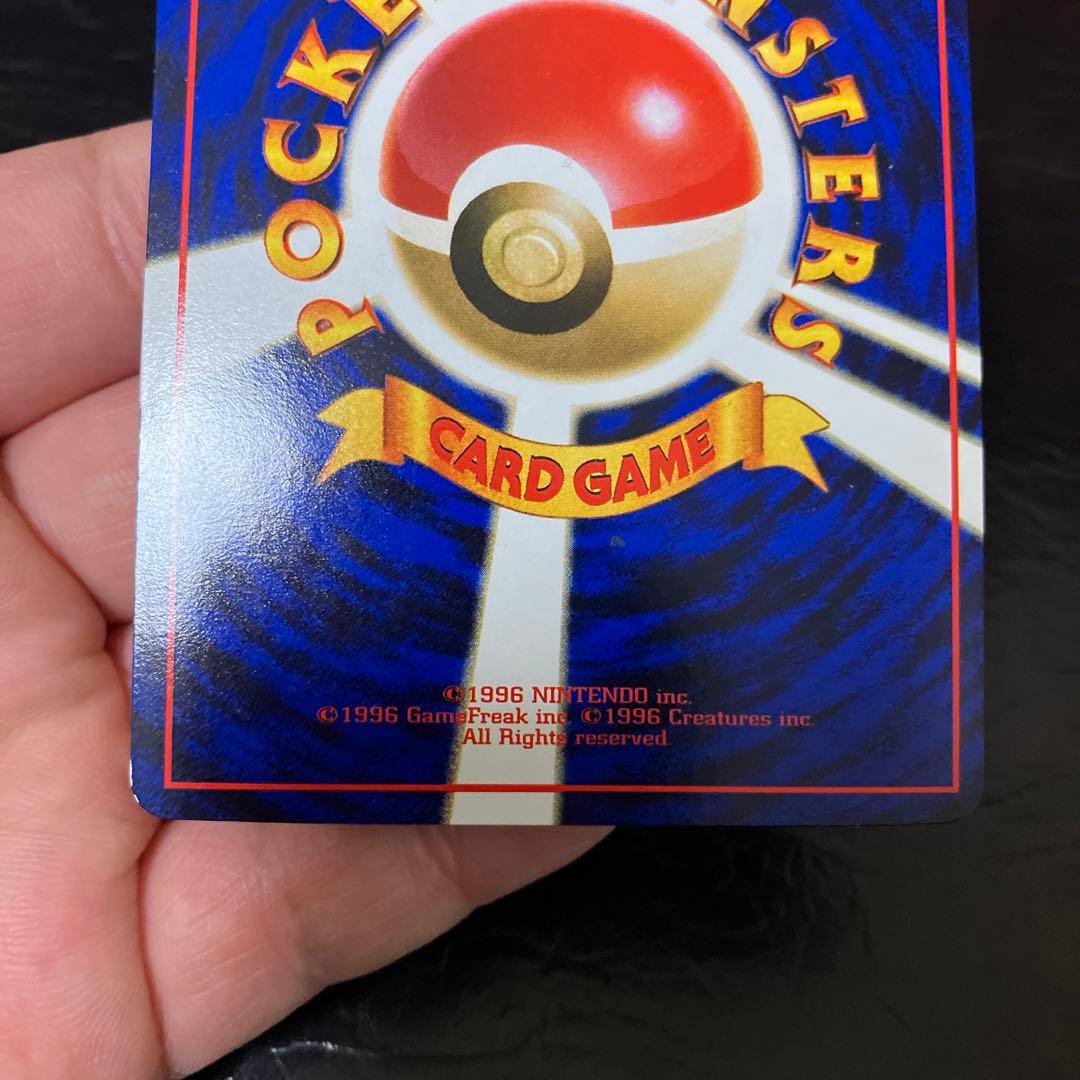 POCKE NSTERS
CARD GAME
©1996 NINTENDO inc.
©1996 GameFreak inc. ©1996 Creatures inc.
All Rights reserved.